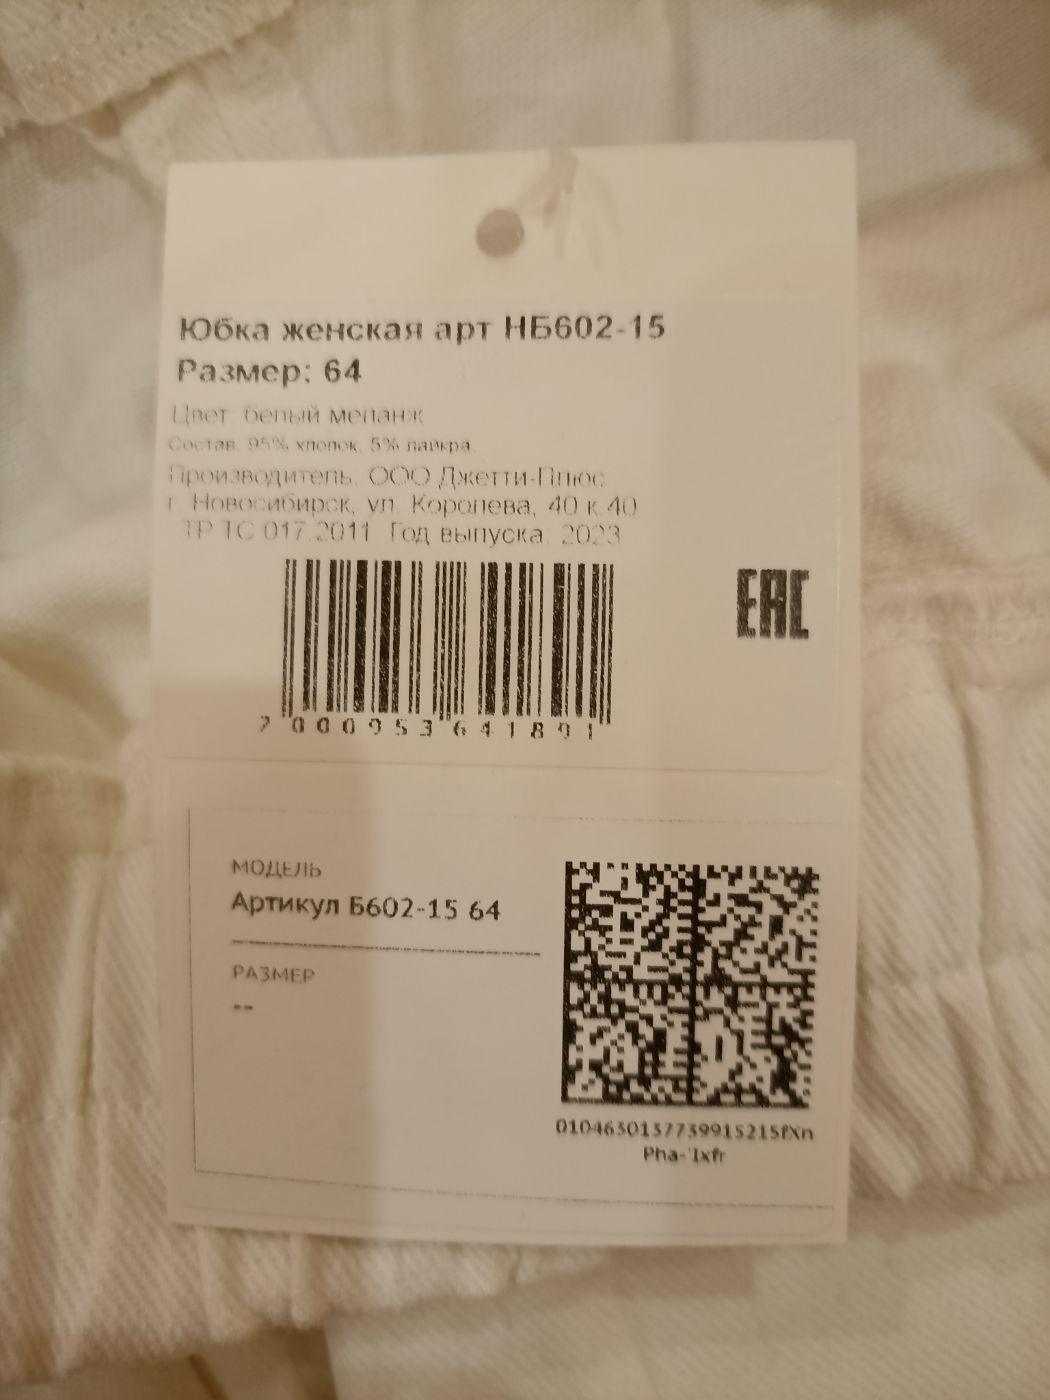 Юбка женская арт НБ602-15
Размер: 64
Цвет: белый меланж
Состав: 95% хлопок, 5% лайкра
Производитель: ООО Джетти-Плюс
г. Новосибирск, ул. Королева, 40 к 40
ТР ТС 017.2011 Год выпуска: 2023
EAC
2000953641891
МОДЕЛЬ
Артикул Б602-15 64
РАЗМЕР
--
0104630137739915215fXn
Pha-'Ixfr